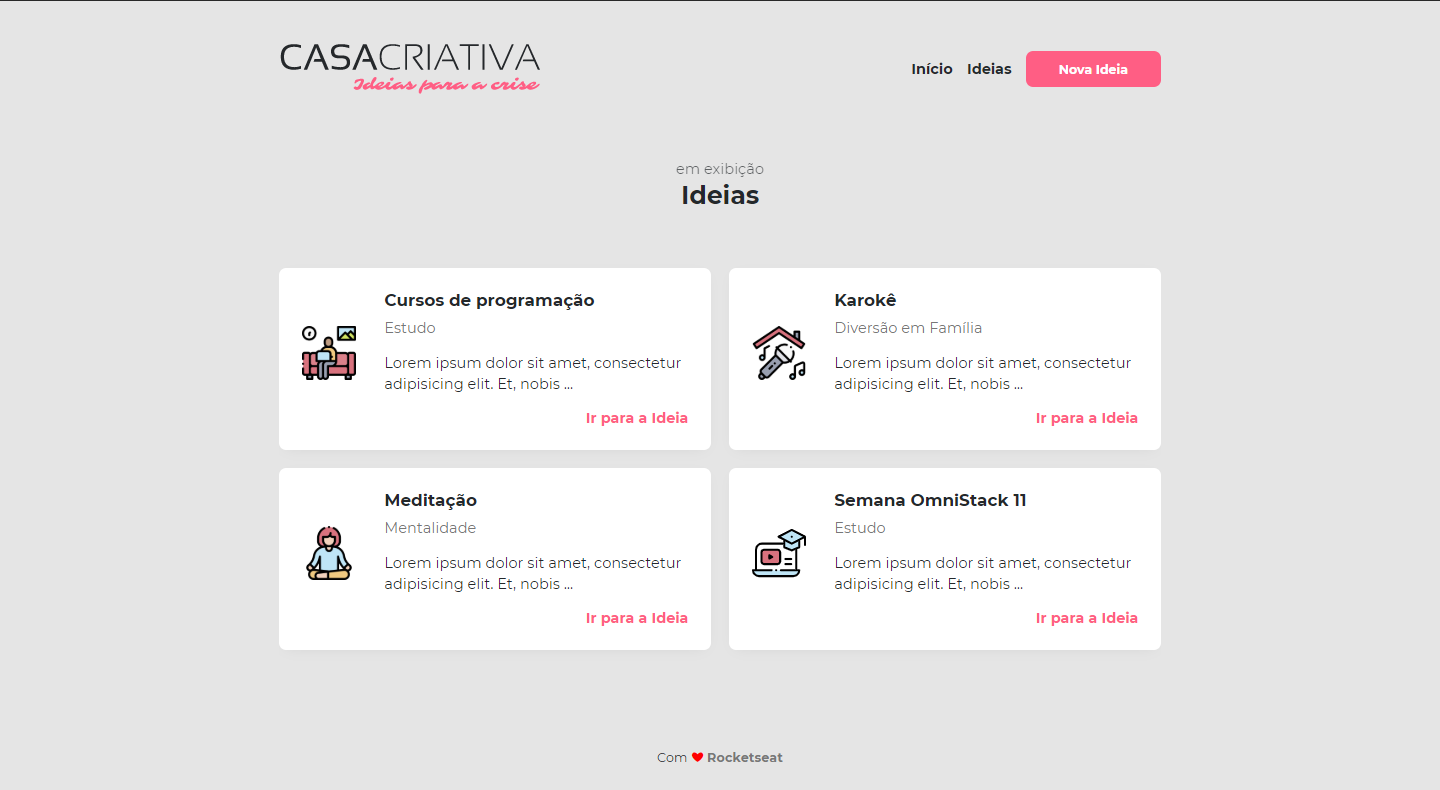 CASACRIATIVA
Ideias para a crise
Início Ideias Nova Ideia
em exibição
Ideias
Cursos de programação
Estudo
Lorem ipsum dolor sit amet, consectetur
adipisicing elit. Et, nobis ...
Ir para a Ideia
Karokê
Diversão em Família
Lorem ipsum dolor sit amet, consectetur
adipisicing elit. Et, nobis ...
Ir para a Ideia
Meditação
Mentalidade
Lorem ipsum dolor sit amet, consectetur
adipisicing elit. Et, nobis ...
Ir para a Ideia
Semana OmniStack 11
Estudo
Lorem ipsum dolor sit amet, consectetur
adipisicing elit. Et, nobis ...
Ir para a Ideia
Com ❤ Rocketseat